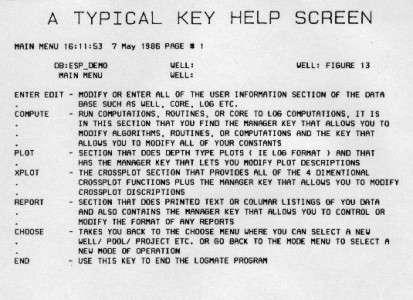 A TYPICAL KEY HELP SCREEN
MAIN MENU 16:11:53 7 May 1986 PAGE # 1
DB:ESP_DEMO WELL: WELL: FIGURE 13
MAIN MENU WELL:
ENTER EDIT - MODIFY OR ENTER ALL OF THE USER INFORMATION SECTION OF THE DATA
. BASE SUCH AS WELL, CORE, LOG ETC.
COMPUTE - RUN COMPUTATIONS, ROUTINES, OR CORE TO LOG COMPUTATIONS, IT IS
. IN THIS SECTION THAT YOU FIND THE MANAGER KEY THAT ALLOWS YOU TO
. MODIFY ALGORITHMS, ROUTINES, OR COMPUTATIONS AND THE KEY THAT
. ALLOWS YOU TO MODIFY ALL OF YOUR CONSTANTS
PLOT - SECTION THAT DOES DEPTH TYPE PLOTS ( IE LOG FORMAT ) AND THAT
. HAS THE MANAGER KEY THAT LETS YOU MODIFY PLOT DESCRIPTIONS
XPLOT - THE CROSSPLOT SECTION THAT PROVIDES ALL OF THE 4 DIMENTIONAL
. CROSSPLOT FUNCTIONS PLUS THE MANAGER KEY THAT ALLOWS YOU TO MODIFY
. CROSSPLOT DISCRIPTIONS
REPORT - SECTION THAT DOES PRINTED TEXT OR COLUMAR LISTINGS OF YOU DATA
. AND ALSO CONTAINS THE MANAGER KEY THAT ALLOWS YOU TO CONTROL OR
. MODIFY THE FORMAT OF ANY REPORTS
CHOOSE - TAKES YOU BACK TO THE CHOOSE MENU WHERE YOU CAN SELECT A NEW
. WELL/ POOL/ PROJECT ETC. OR GO BACK TO THE MODE MENU TO SELECT A
. NEW MODE OF OPERATION
END - USE THIS KEY TO END THE LOGMATE PROGRAM